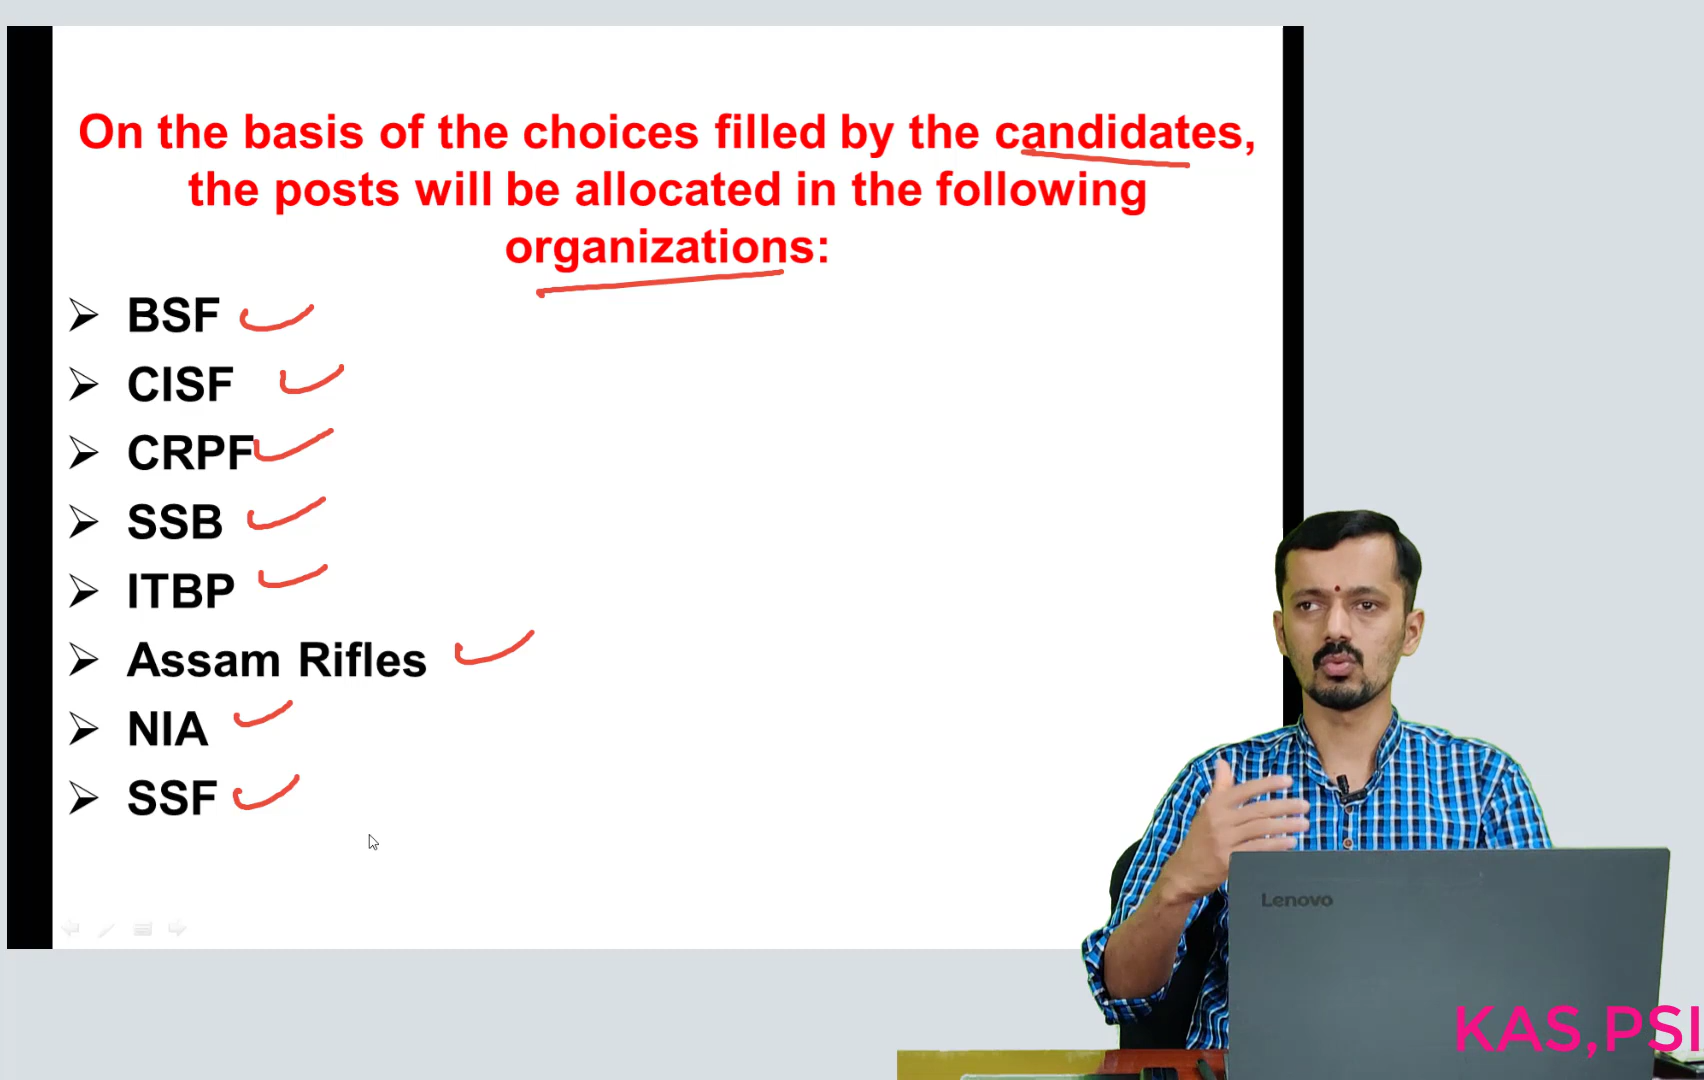 On the basis of the choices filled by the candidates,
the posts will be allocated in the following
organizations:
BSF
CISF
CRPF
SSB
ITBP
Assam Rifles
NIA
SSF
Lenovo
KAS,PSI